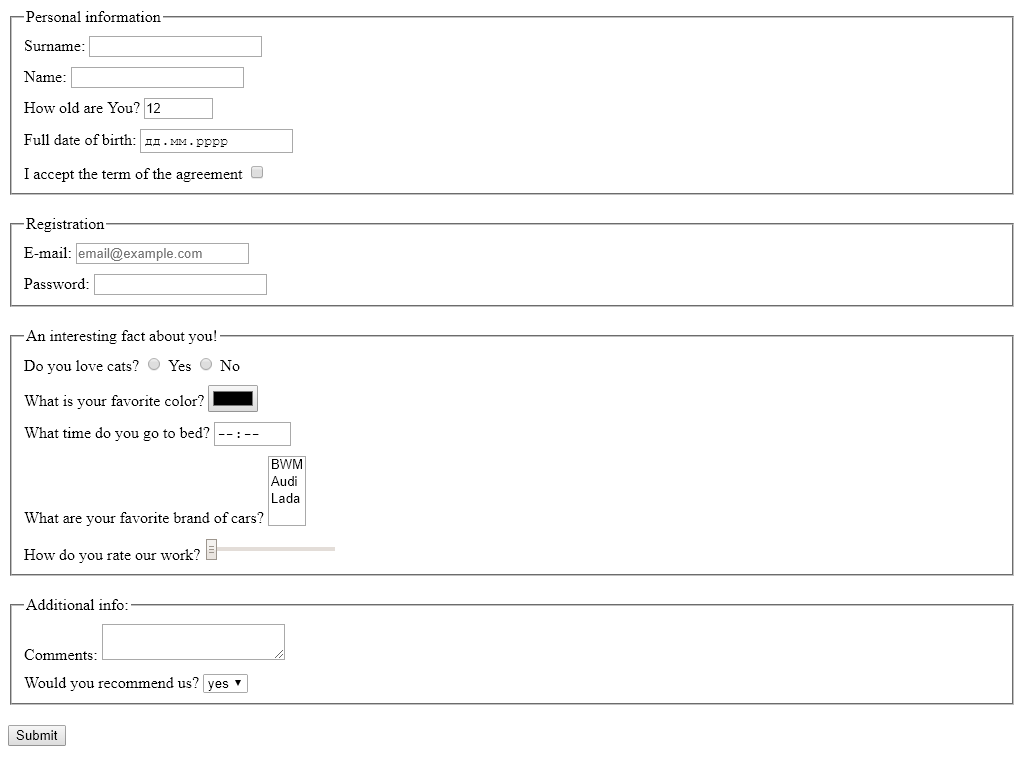 Personal information
Surname:
Name:
How old are You? 12
Full date of birth: дд.мм.рррр
I accept the term of the agreement
Registration
E-mail: email@example.com
Password:
An interesting fact about you!
Do you love cats? Yes No
What is your favorite color?
What time do you go to bed? --:--
BWM
Audi
Lada
What are your favorite brand of cars?
How do you rate our work?
Additional info:
Comments:
Would you recommend us? yes
Submit